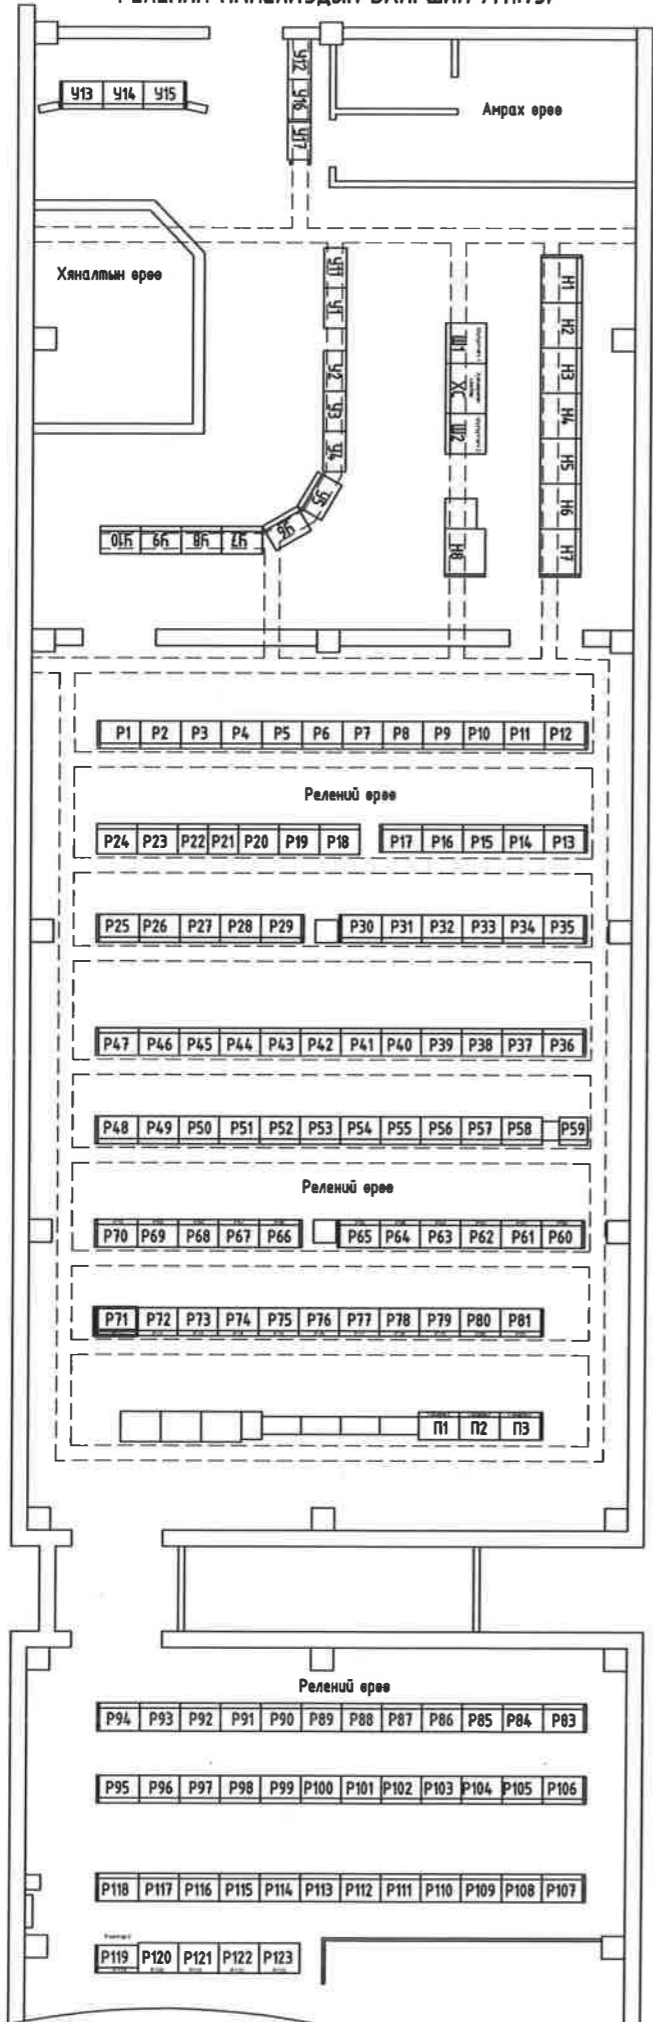 У13 У14 У15
У12
У16
У17
Амрах өрөө
Хяналтын өрөө
У11
У1
У2
У3
У4
У5
У6
У10 У9 У8 У7
Ш1
ХС
Ш2
Н1
Н2
Н3
Н4
Н5
Н6
Н7
Н8
Р1 Р2 Р3 Р4 Р5 Р6 Р7 Р8 Р9 Р10 Р11 Р12
Релений өрөө
Р24 Р23 Р22 Р21 Р20 Р19 Р18 Р17 Р16 Р15 Р14 Р13
Р25 Р26 Р27 Р28 Р29 Р30 Р31 Р32 Р33 Р34 Р35
Р47 Р46 Р45 Р44 Р43 Р42 Р41 Р40 Р39 Р38 Р37 Р36
Р48 Р49 Р50 Р51 Р52 Р53 Р54 Р55 Р56 Р57 Р58 Р59
Релений өрөө
Р70 Р69 Р68 Р67 Р66 Р65 Р64 Р63 Р62 Р61 Р60
Р71 Р72 Р73 Р74 Р75 Р76 Р77 Р78 Р79 Р80 Р81
П1 П2 П3
Релений өрөө
Р94 Р93 Р92 Р91 Р90 Р89 Р88 Р87 Р86 Р85 Р84 Р83
Р95 Р96 Р97 Р98 Р99 Р100 Р101 Р102 Р103 Р104 Р105 Р106
Р118 Р117 Р116 Р115 Р114 Р113 Р112 Р111 Р110 Р109 Р108 Р107
Р119 Р120 Р121 Р122 Р123